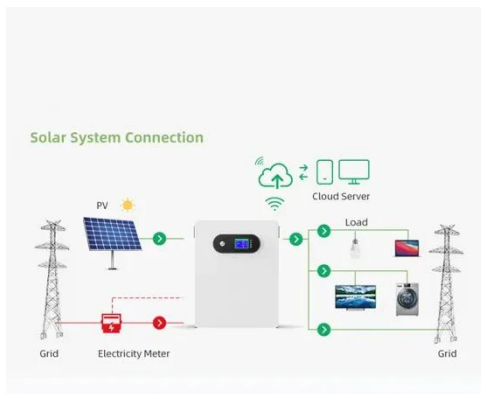 Solar System Connection
Cloud Server
PV
Load
Grid
Electricity Meter
Grid